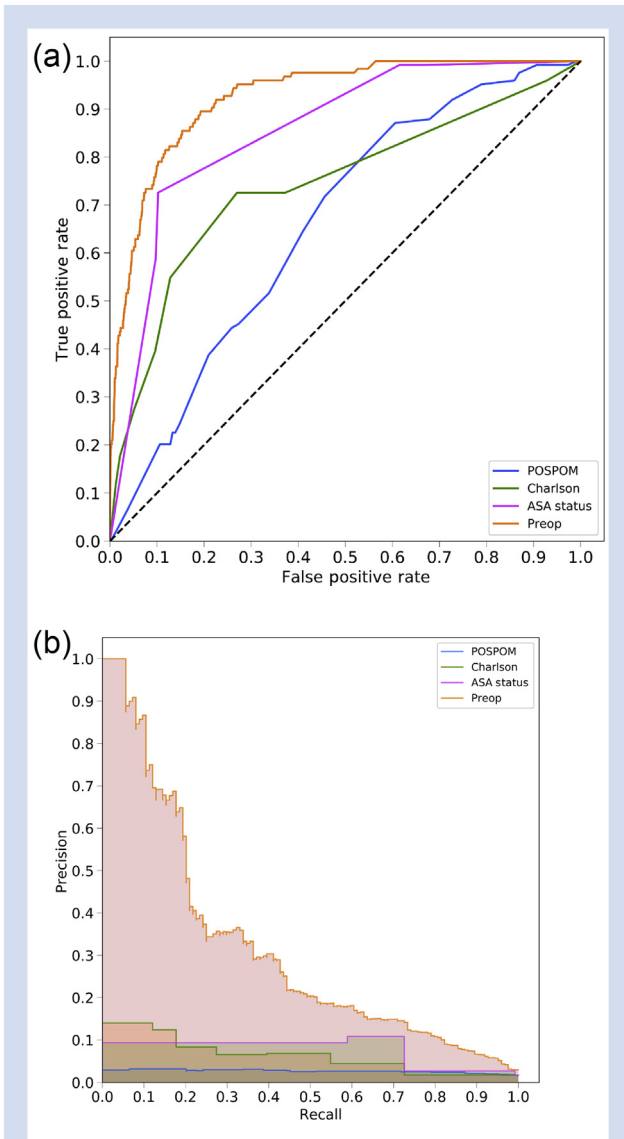 (a)
True positive rate
1.0
0.9
0.8
0.7
0.6
0.5
0.4
0.3
0.2
0.1
0.0
POSPOM
Charlson
ASA status
Preop
0.0 0.1 0.2 0.3 0.4 0.5 0.6 0.7 0.8 0.9 1.0
False positive rate
(b)
Precision
1.0
0.9
0.8
0.7
0.6
0.5
0.4
0.3
0.2
0.1
0.0
POSPOM
Charlson
ASA status
Preop
0.0 0.1 0.2 0.3 0.4 0.5 0.6 0.7 0.8 0.9 1.0
Recall